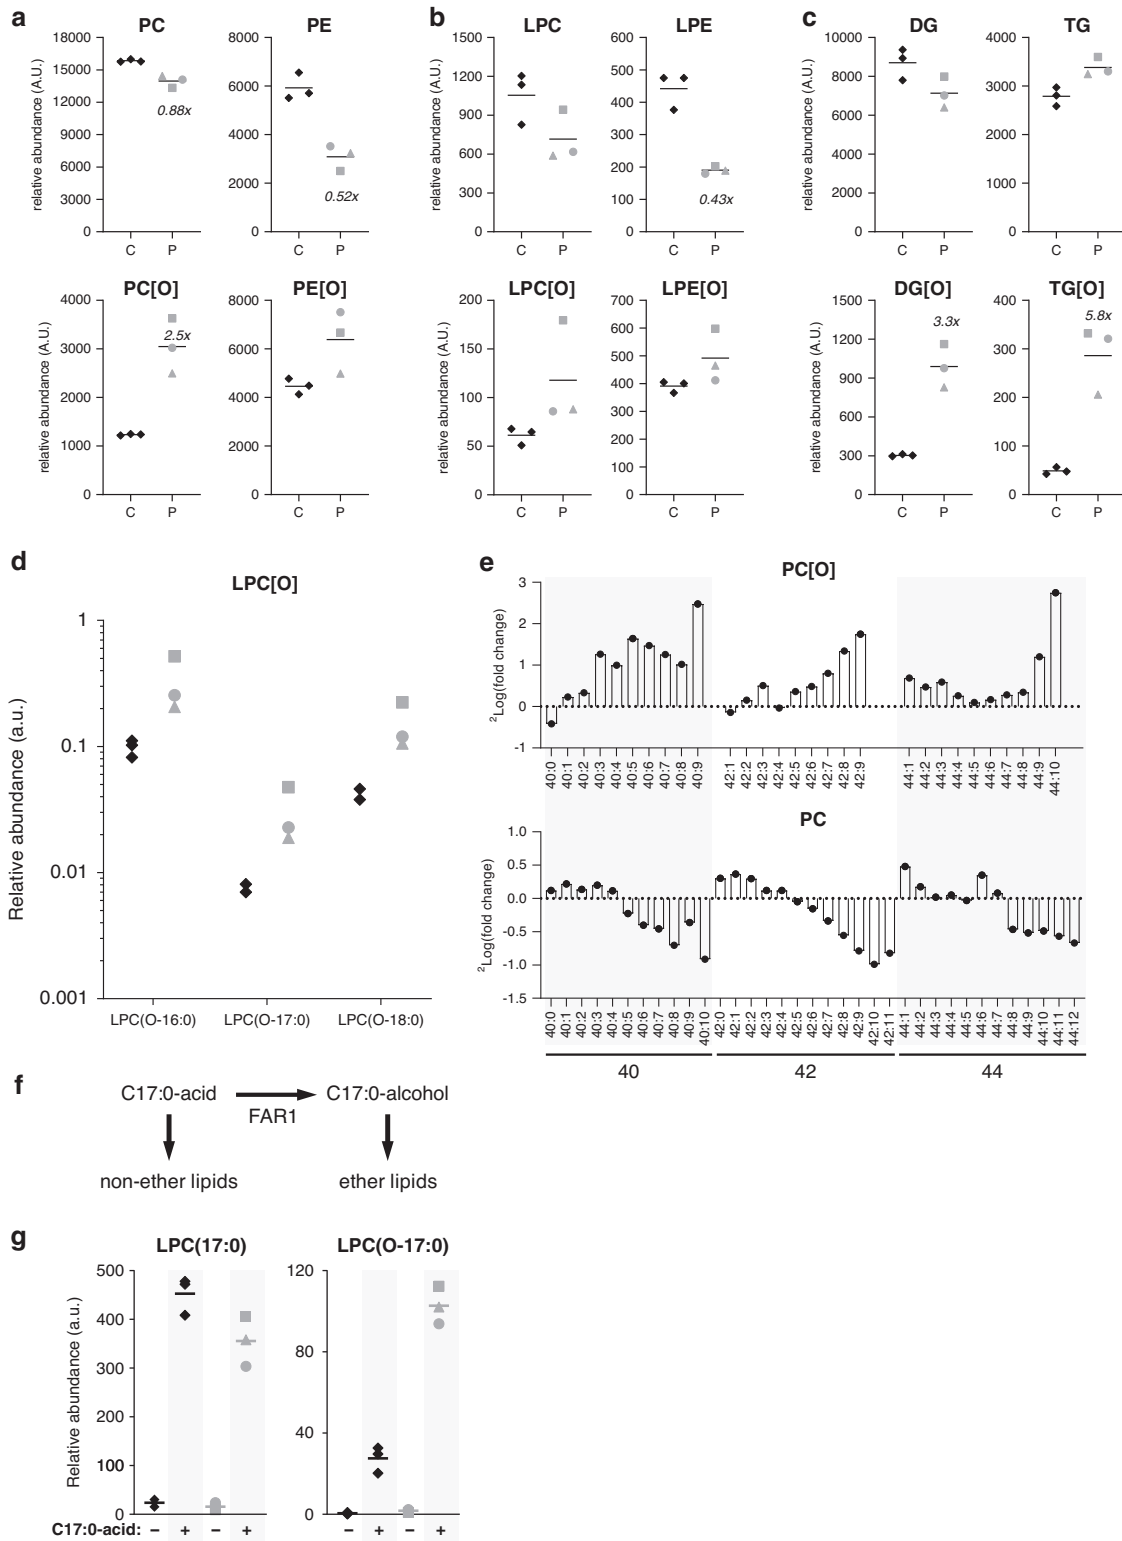 a
PC
PE
b
LPC
LPE
c
DG
TG
relative abundance (A.U.)
18000
15000
12000
9000
6000
3000
0
0.88x
C
P
8000
6000
4000
2000
0
0.52x
C
P
relative abundance (A.U.)
1500
1200
900
600
300
0
C
P
600
500
400
300
200
100
0
0.43x
C
P
relative abundance (A.U.)
10000
8000
6000
4000
2000
0
C
P
4000
3000
2000
1000
0
C
P
PC[O]
PE[O]
LPC[O]
LPE[O]
DG[O]
TG[O]
relative abundance (A.U.)
4000
3000
2000
1000
0
2.5x
C
P
8000
6000
4000
2000
0
C
P
relative abundance (A.U.)
200
150
100
50
0
C
P
700
600
500
400
300
200
100
0
C
P
relative abundance (A.U.)
1500
1200
900
600
300
0
3.3x
C
P
400
300
200
100
0
5.8x
C
P
d
LPC[O]
Relative abundance (a.u.)
1
0.1
0.01
0.001
LPC(O-16:0)
LPC(O-17:0)
LPC(O-18:0)
e
PC[O]
2Log(fold change)
3
2
1
0
-1
40:0
40:1
40:2
40:3
40:4
40:5
40:6
40:7
40:8
40:9
42:1
42:2
42:3
42:4
42:5
42:6
42:7
42:8
42:9
44:1
44:2
44:3
44:4
44:5
44:6
44:7
44:8
44:9
44:10
PC
2Log(fold change)
1.0
0.5
0.0
-0.5
-1.0
-1.5
40:0
40:1
40:2
40:3
40:4
40:5
40:6
40:7
40:8
40:9
40:10
42:0
42:1
42:2
42:3
42:4
42:5
42:6
42:7
42:8
42:9
42:10
42:11
44:1
44:2
44:3
44:4
44:5
44:6
44:7
44:8
44:9
44:10
44:11
44:12
40
42
44
f
C17:0-acid
FAR1
C17:0-alcohol
non-ether lipids
ether lipids
g
LPC(17:0)
LPC(O-17:0)
Relative abundance (a.u.)
500
400
300
200
100
0
120
80
40
0
C17:0-acid: – + – + – + – +